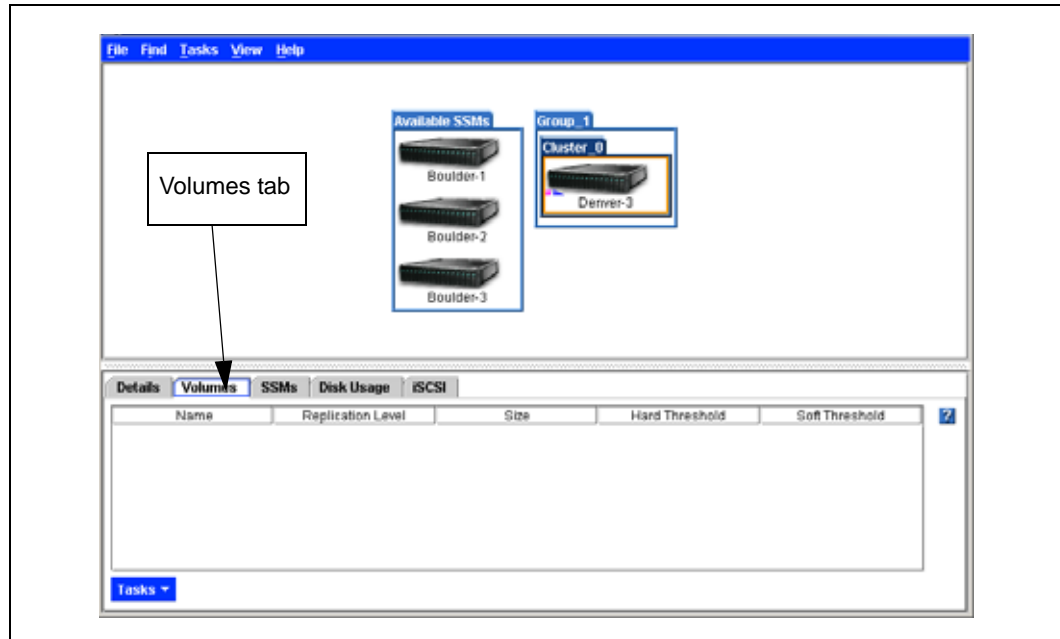 File Find Tasks View Help
Available SSMs
Boulder-1
Boulder-2
Boulder-3
Group_1
Cluster_0
Denver-3
Volumes tab
Details Volumes SSMs Disk Usage iSCSI
Name Replication Level Size Hard Threshold Soft Threshold
?
Tasks